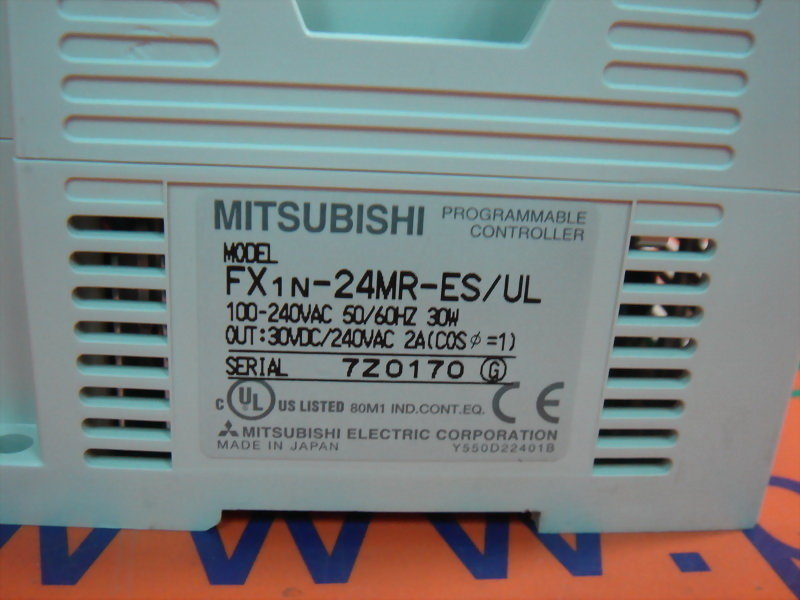 MITSUBISHI PROGRAMMABLE
CONTROLLER
MODEL
FX1N-24MR-ES/UL
100-240VAC 50/60HZ 30W
OUT:30VDC/240VAC 2A(COSφ=1)
SERIAL 7Z0170 Ⓖ
C UL US LISTED 80M1 IND.CONT.EQ. CE
MITSUBISHI ELECTRIC CORPORATION
MADE IN JAPAN Y550D22401B
WWW.